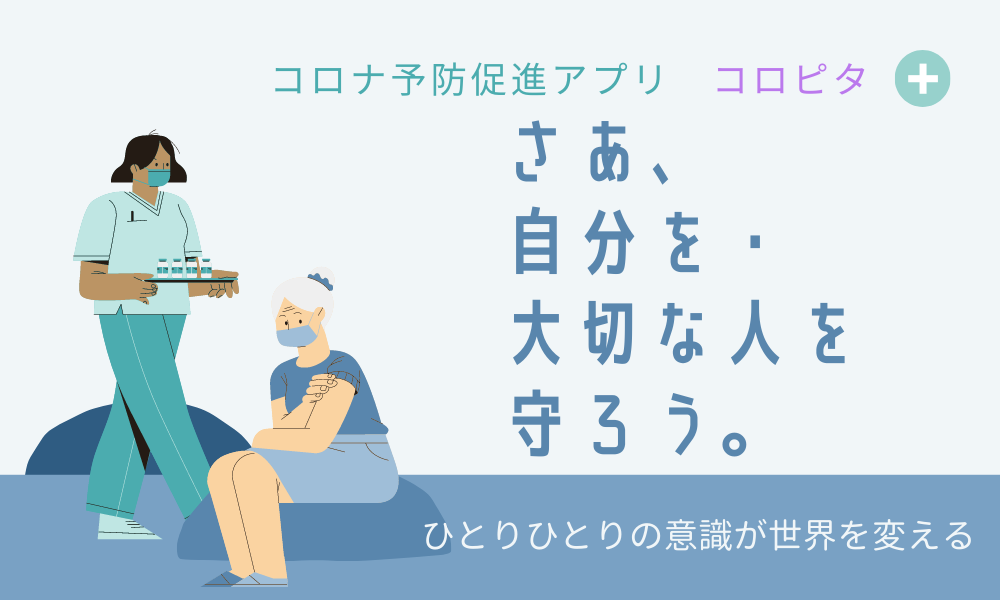 コロナ予防促進アプリ　コロピタ
さあ、
自分を・
大切な人を
守ろう。
ひとりひとりの意識が世界を変える